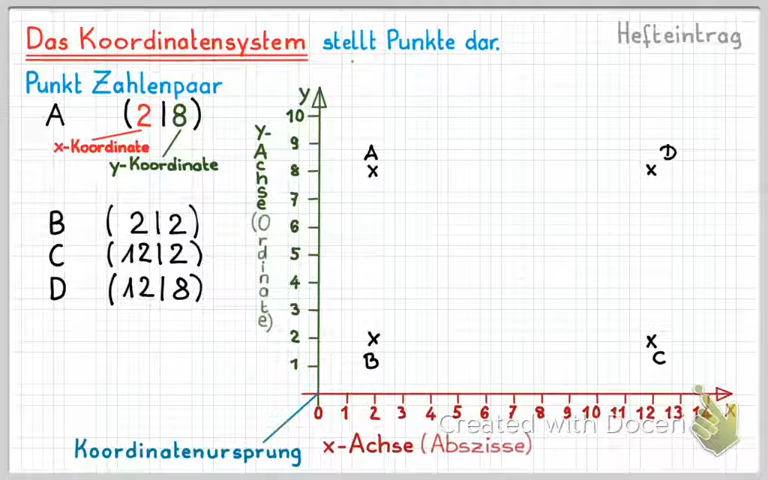 Das Koordinatensystem stellt Punkte dar.
Hefteintrag
Punkt Zahlenpaar
A (2|8)
x-Koordinate
y-Koordinate
B (2|2)
C (12|2)
D (12|8)
y-Achse (Ordinate)
y
10
9
8
7
6
5
4
3
2
1
A
x
D
x
x
B
x
C
0 1 2 3 4 5 6 7 8 9 10 11 12 13 14 x
Koordinatenursprung
x-Achse (Abszisse)
Created with Doceri